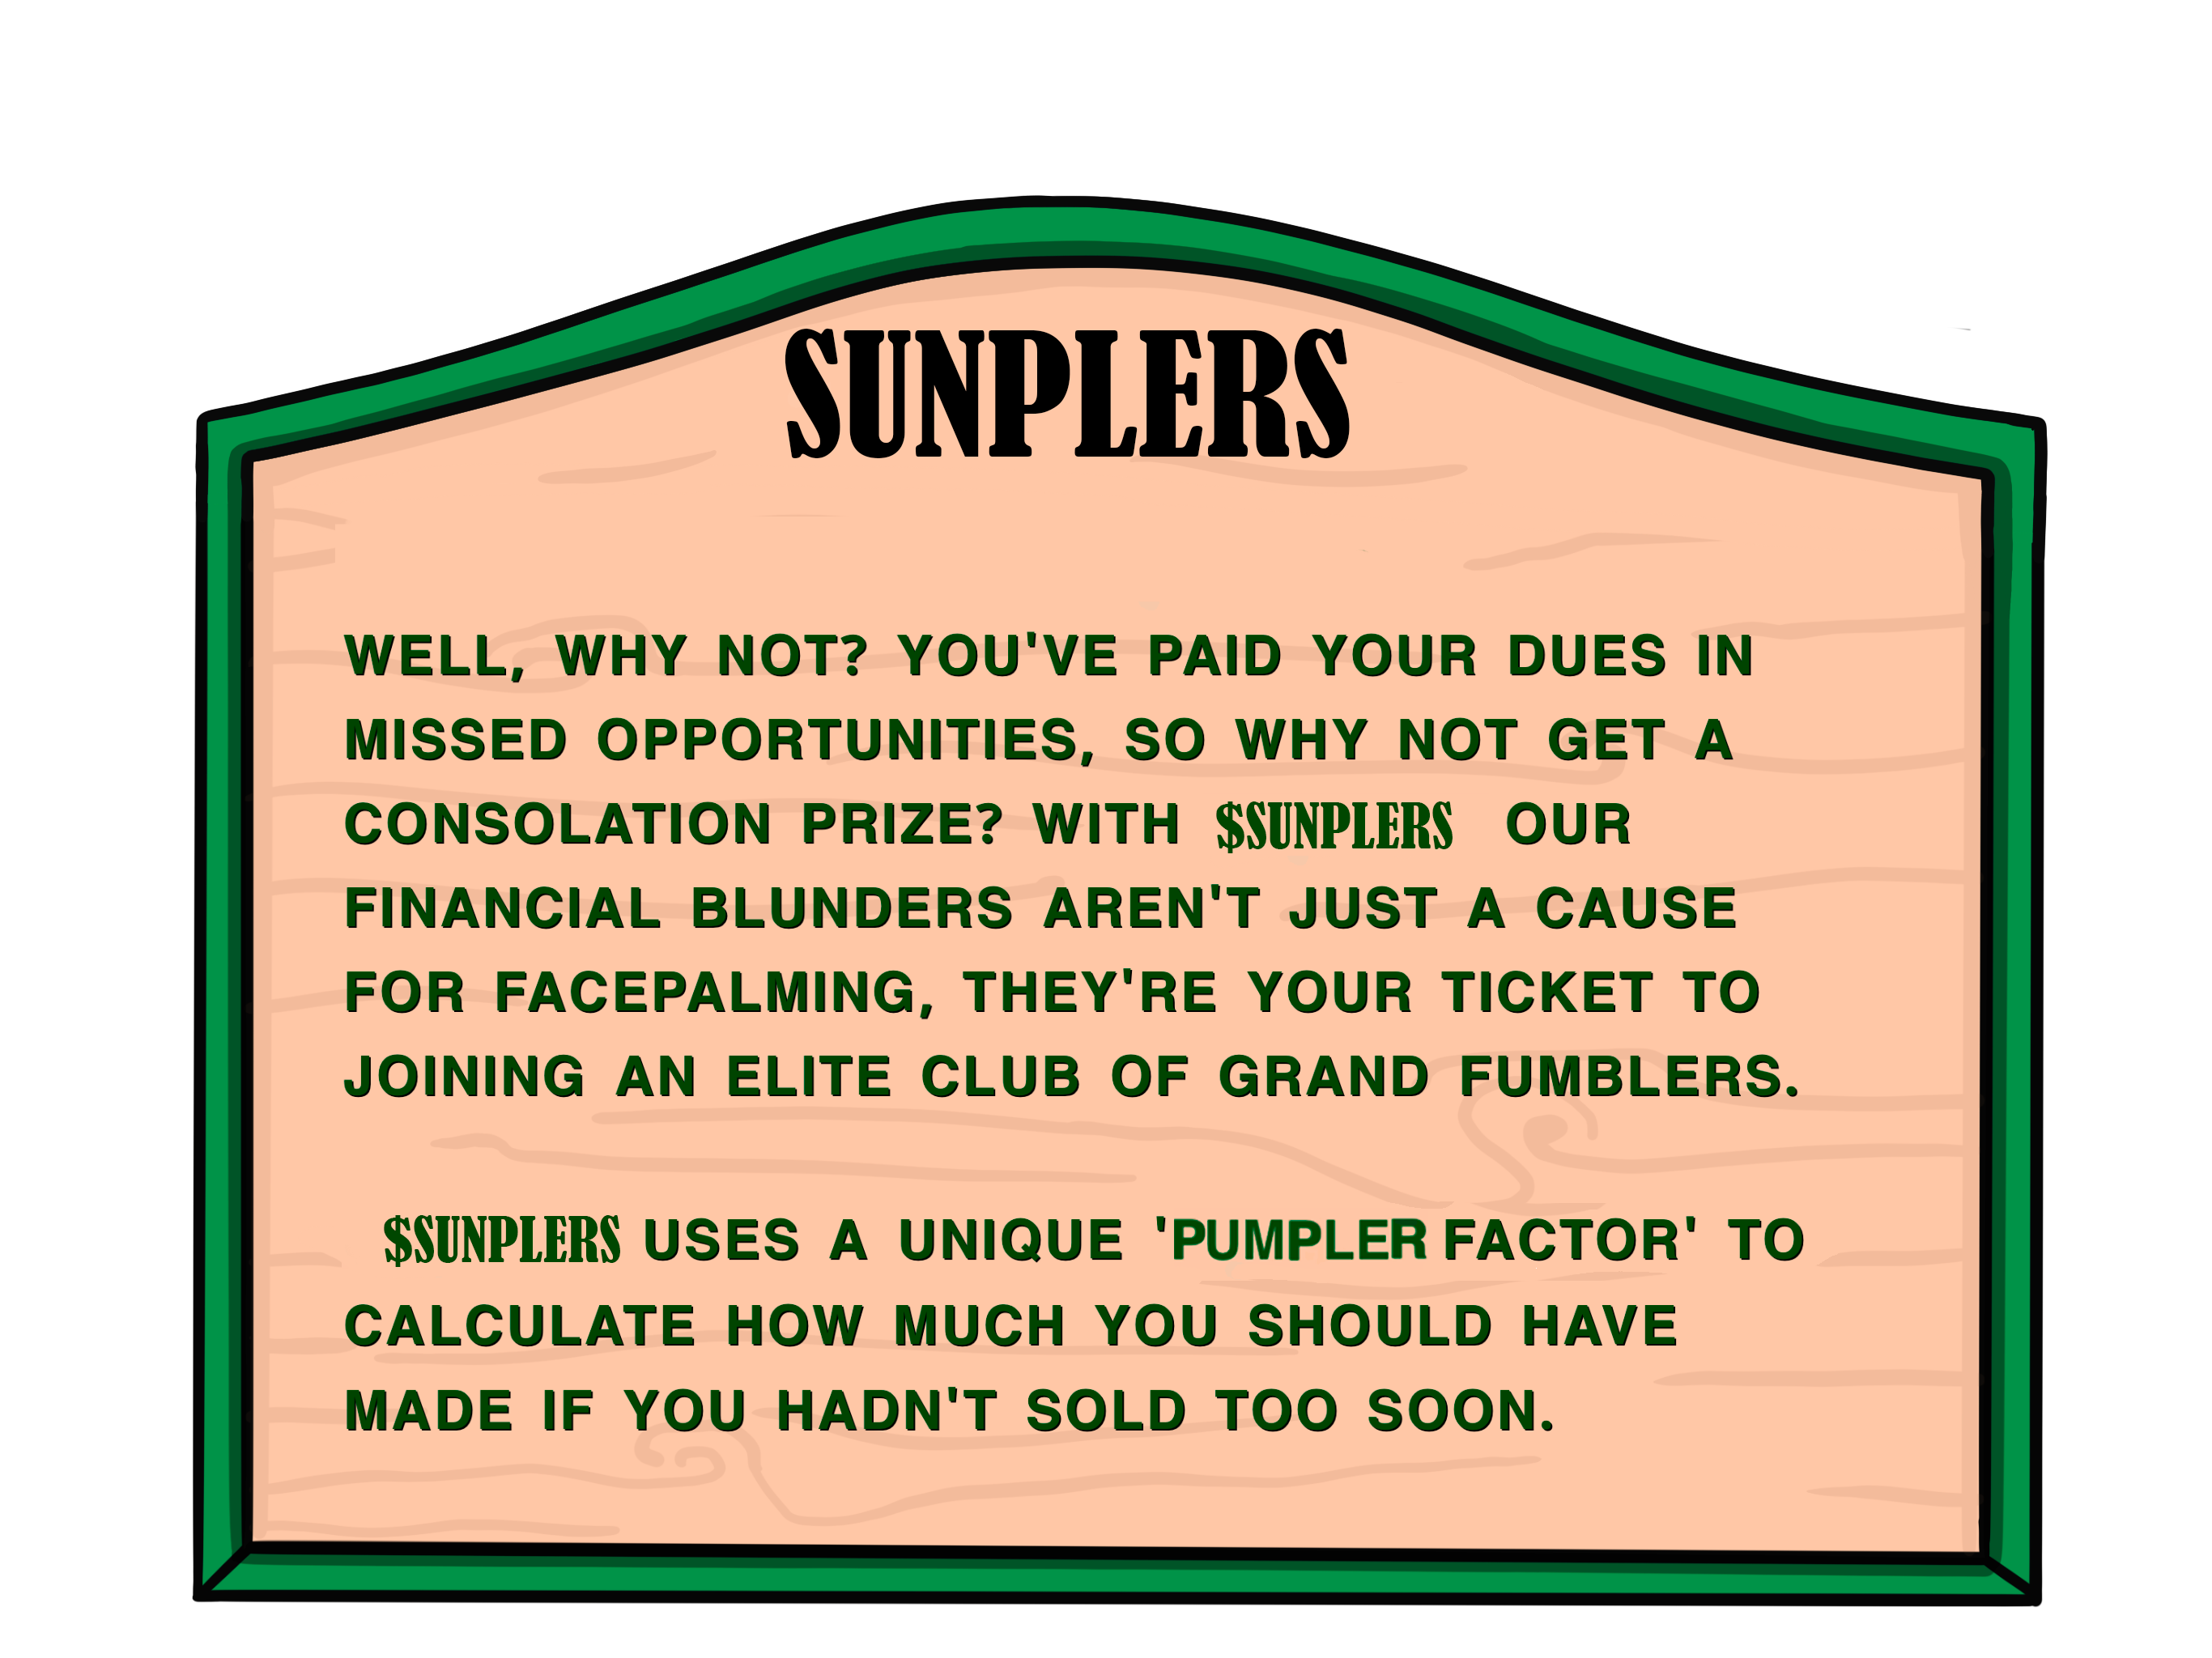 SUNPLERS
WELL, WHY NOT? YOU'VE PAID YOUR DUES IN
MISSED OPPORTUNITIES, SO WHY NOT GET A
CONSOLATION PRIZE? WITH $SUNPLERS OUR
FINANCIAL BLUNDERS AREN'T JUST A CAUSE
FOR FACEPALMING, THEY'RE YOUR TICKET TO
JOINING AN ELITE CLUB OF GRAND FUMBLERS.
$SUNPLERS USES A UNIQUE 'PUMPLER FACTOR' TO
CALCULATE HOW MUCH YOU SHOULD HAVE
MADE IF YOU HADN'T SOLD TOO SOON.